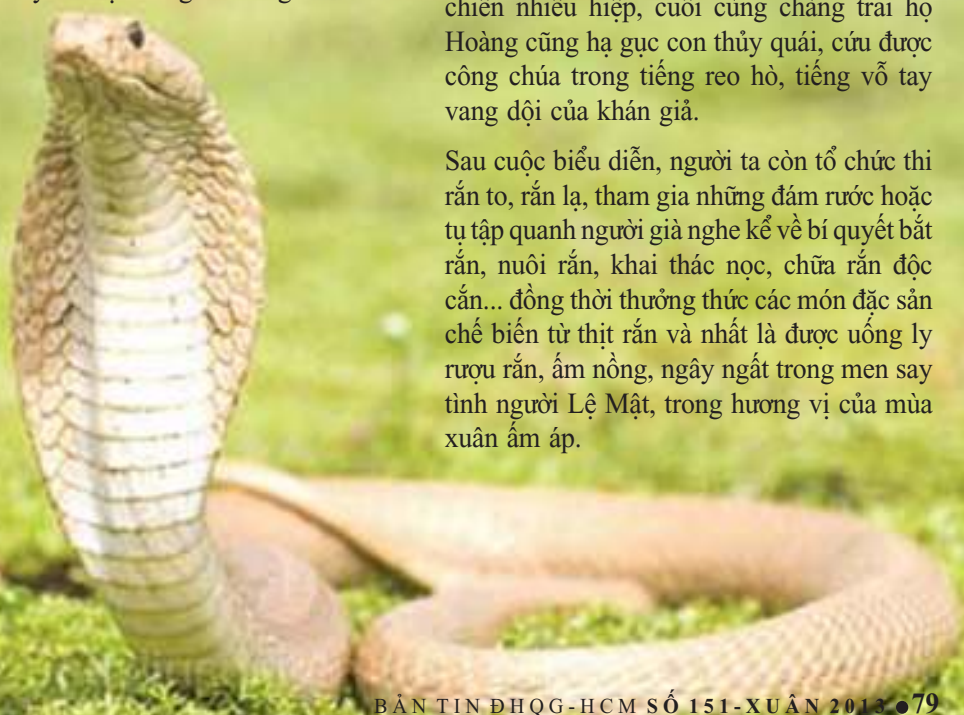 chiến nhiều hiệp, cuối cùng chàng trai họ
Hoàng cũng hạ gục con thủy quái, cứu được
công chúa trong tiếng reo hò, tiếng vỗ tay
vang dội của khán giả.
Sau cuộc biểu diễn, người ta còn tổ chức thi
rắn to, rắn lạ, tham gia những đám rước hoặc
tụ tập quanh người già nghe kể về bí quyết bắt
rắn, nuôi rắn, khai thác nọc, chữa rắn độc
cắn... đồng thời thưởng thức các món đặc sản
chế biến từ thịt rắn và nhất là được uống ly
rượu rắn, ấm nồng, ngây ngất trong men say
tình người Lệ Mật, trong hương vị của mùa
xuân ấm áp.
BẢN TIN ĐHQG-HCM SỐ 151-XUÂN 2013 ●79